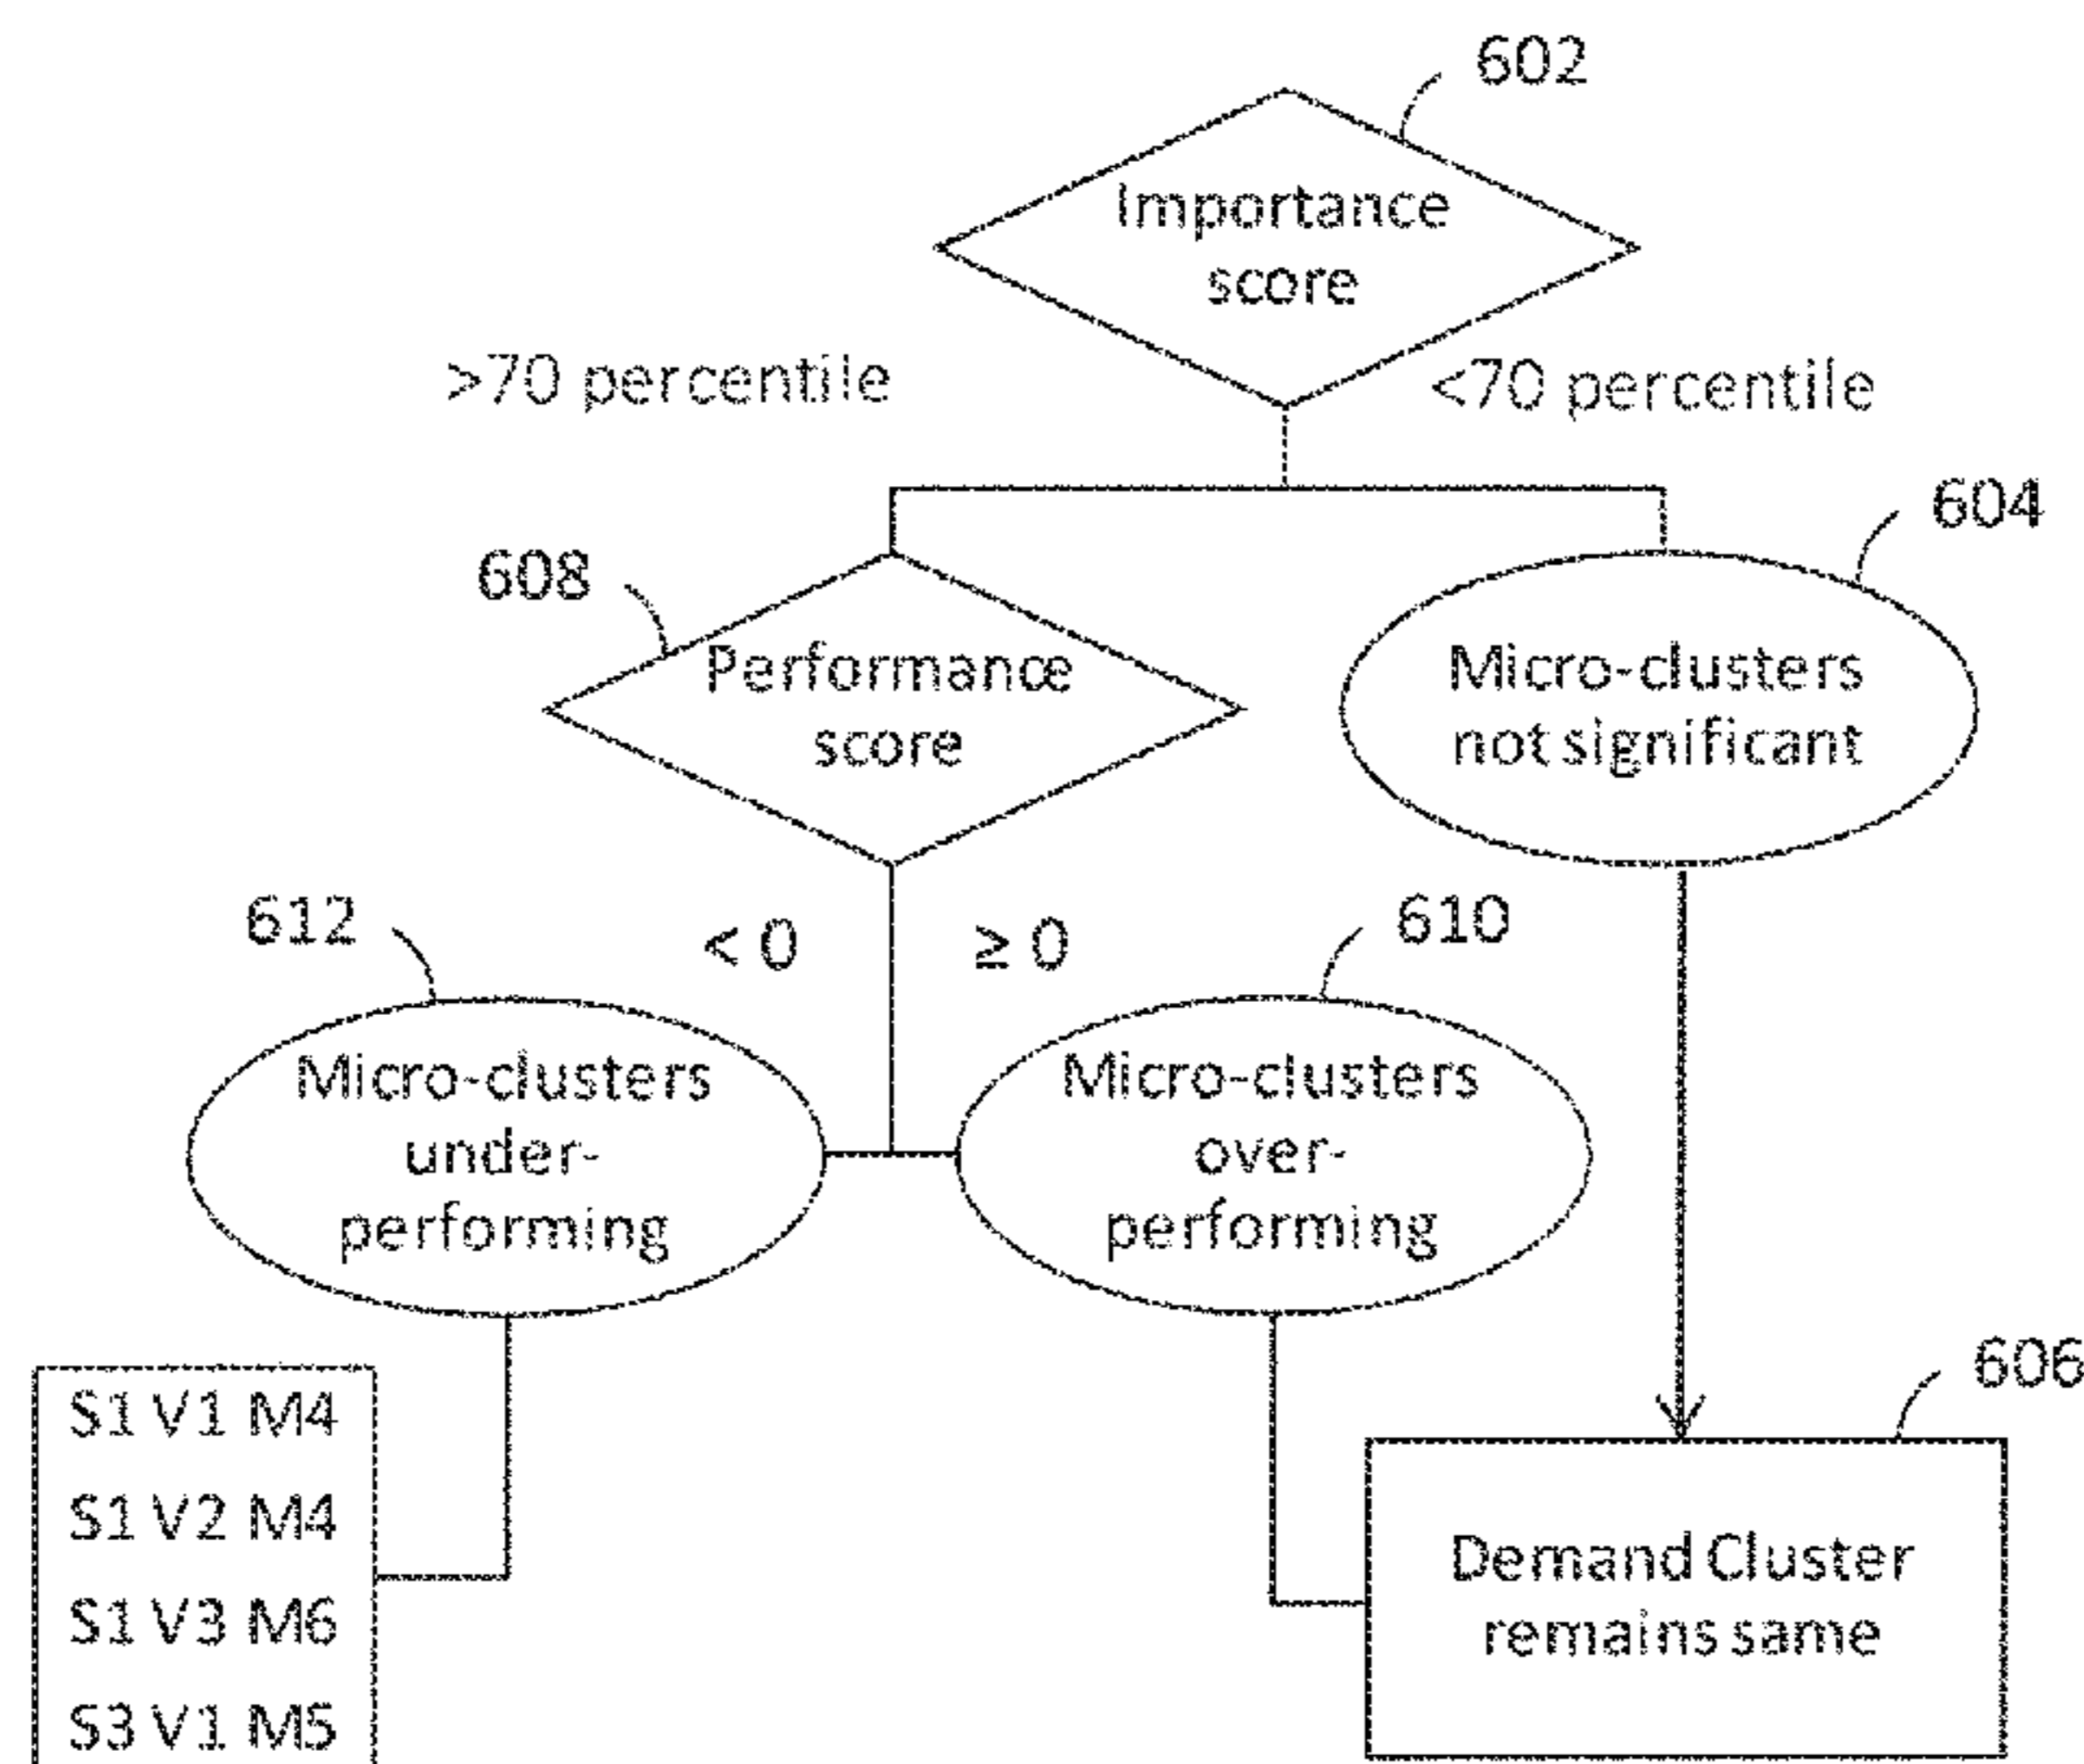 602
Importance
score
>70 percentile
<70 percentile
604
608
Performance
score
Micro-clusters
not significant
612
< 0
≥ 0
610
Micro-clusters
under-
performing
Micro-clusters
over-
performing
606
S1 V1 M4
S1 V2 M4
S1 V3 M6
S3 V1 M5
Demand Cluster
remains same